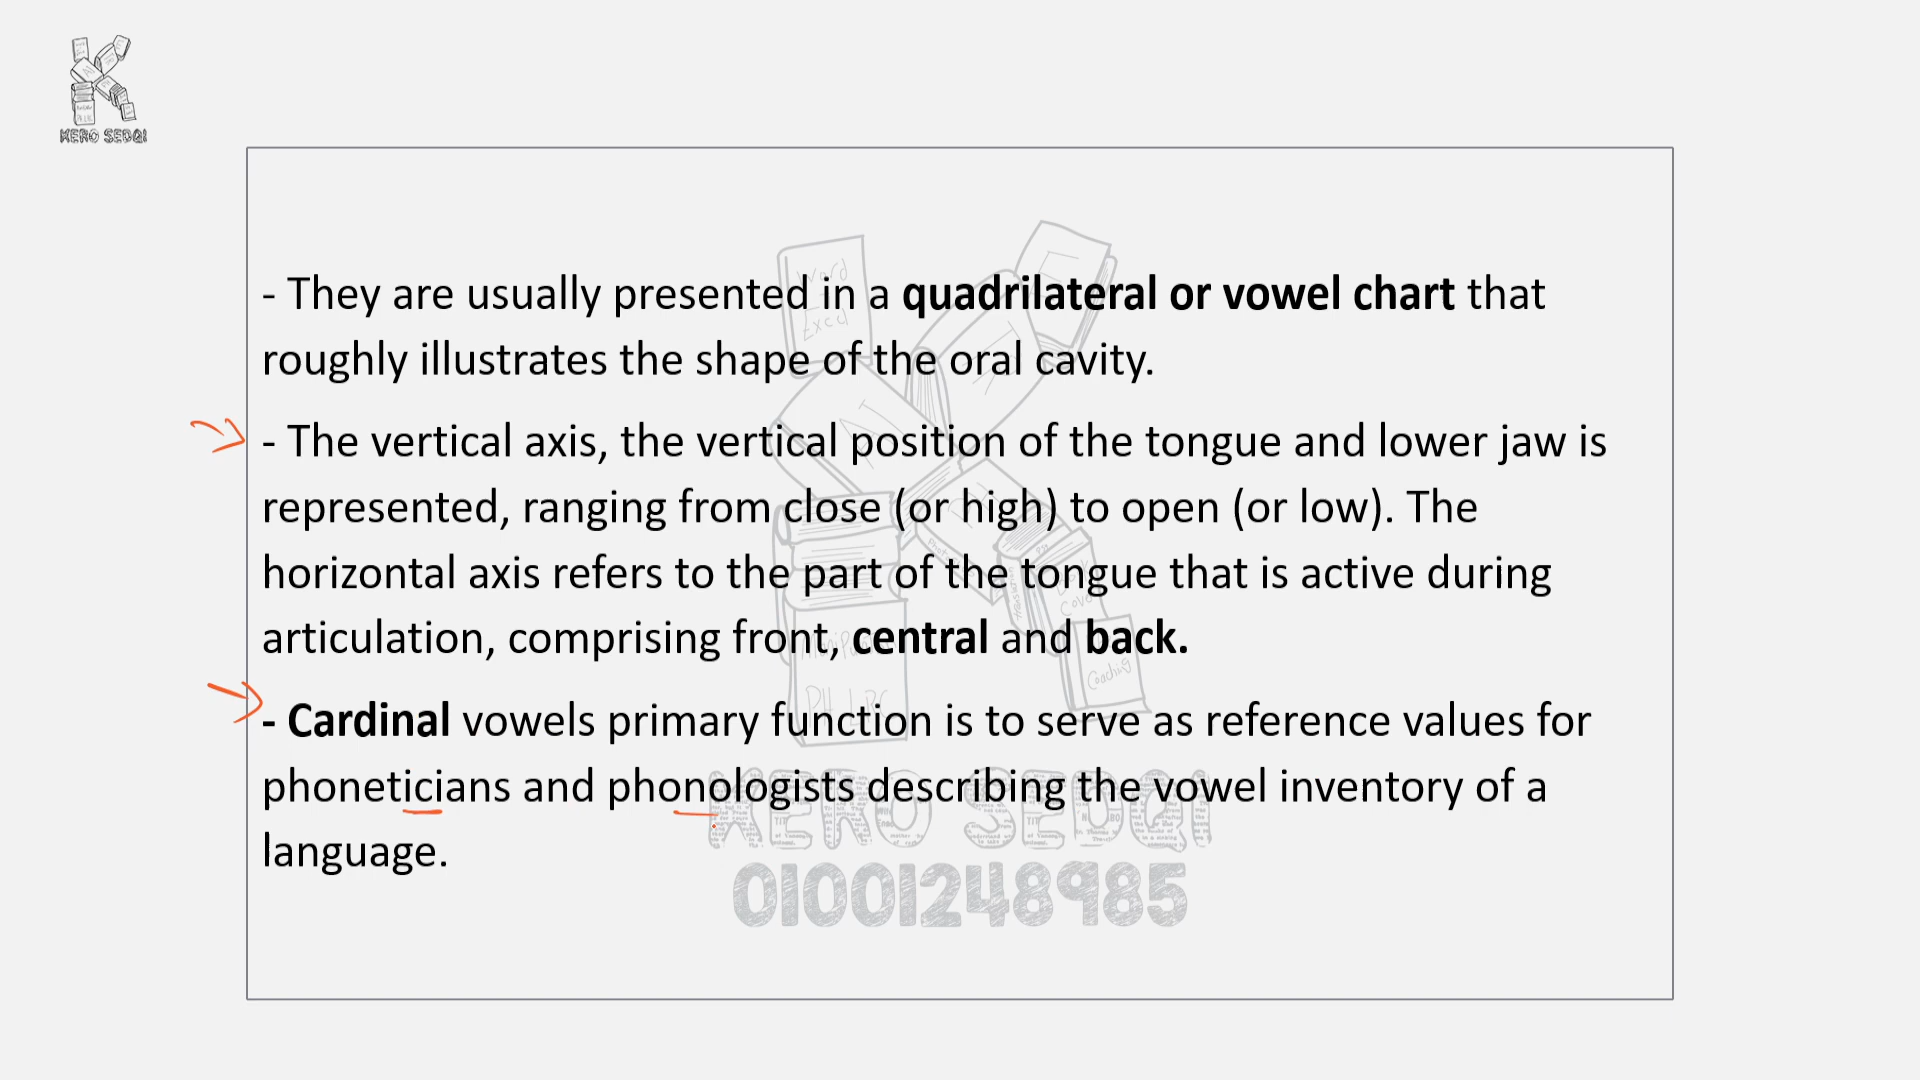 KERO SEDQI
- They are usually presented in a quadrilateral or vowel chart that
roughly illustrates the shape of the oral cavity.
- The vertical axis, the vertical position of the tongue and lower jaw is
represented, ranging from close (or high) to open (or low). The
horizontal axis refers to the part of the tongue that is active during
articulation, comprising front, central and back.
- Cardinal vowels primary function is to serve as reference values for
phoneticians and phonologists describing the vowel inventory of a
language.
Word
Excel
Cover
Coaching
KERO SEDQI
01001248985